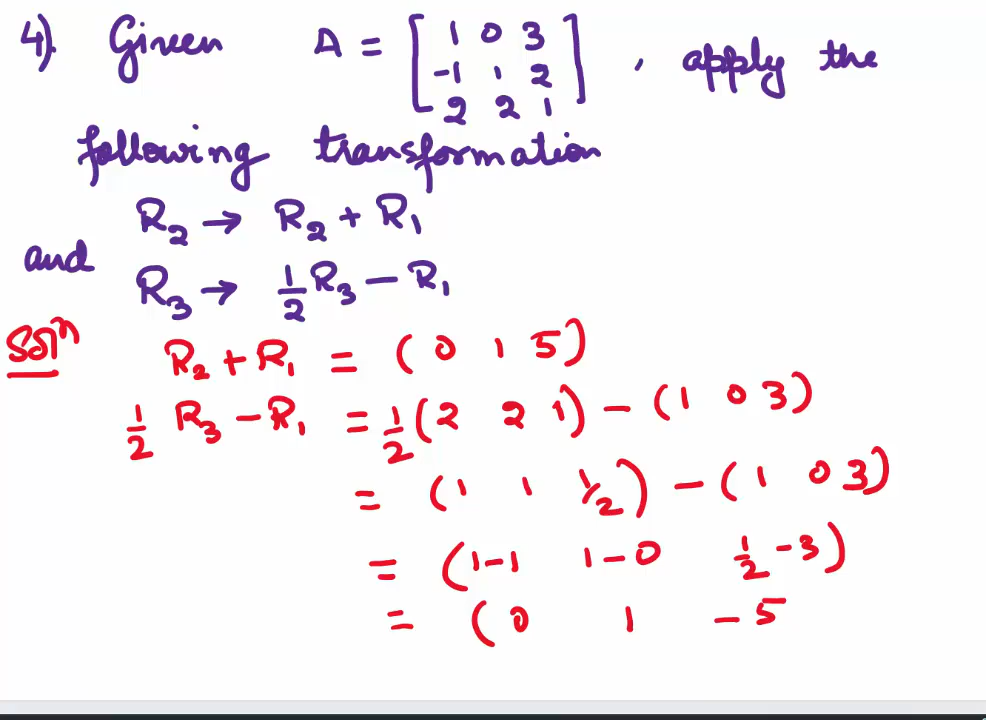 4). Given A = [ 1 0 3
-1 1 2
2 2 1 ] , apply the
following transformation
R₂ → R₂ + R₁
and
R₃ → 1/2 R₃ - R₁
Solⁿ R₂ + R₁ = ( 0 1 5 )
1/2 R₃ - R₁ = 1/2 ( 2 2 1 ) - ( 1 0 3 )
= ( 1 1 1/2 ) - ( 1 0 3 )
= ( 1-1 1-0 1/2 -3 )
= ( 0 1 -5